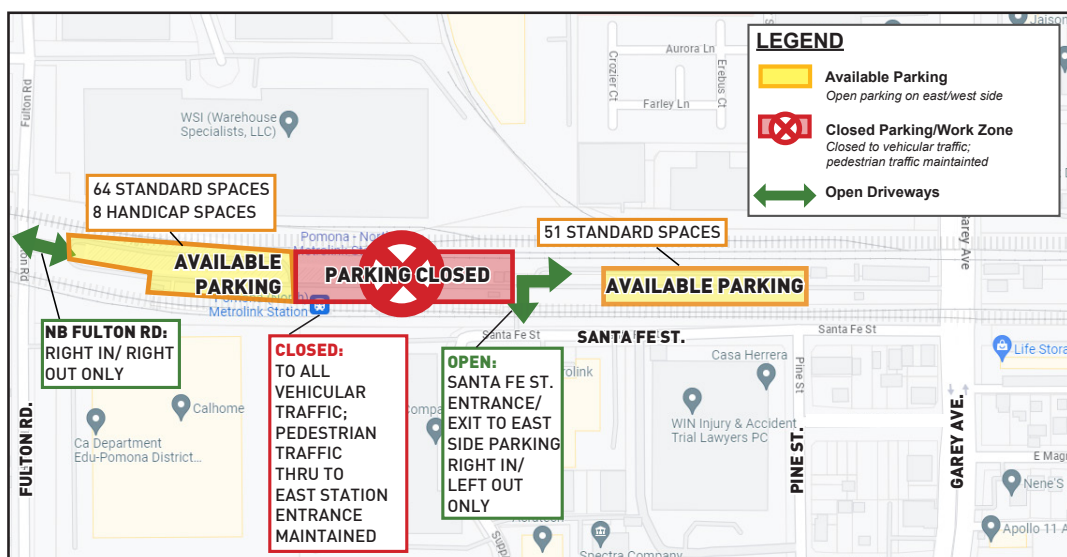 LEGEND
Available Parking
Open parking on east/west side
Closed Parking/Work Zone
Closed to vehicular traffic;
pedestrian traffic maintainted
Open Driveways
Aurora Ln
Crozier Ct
Erebus Ct
Farley Ln
Fulton Rd
WSI (Warehouse
Specialists, LLC)
64 STANDARD SPACES
8 HANDICAP SPACES
51 STANDARD SPACES
Garey Ave
Pomona - North
Metrolink
AVAILABLE
PARKING
PARKING CLOSED
AVAILABLE PARKING
Metrolink Station
NB FULTON RD:
RIGHT IN/ RIGHT
OUT ONLY
CLOSED:
TO ALL
VEHICULAR
TRAFFIC;
PEDESTRIAN
TRAFFIC
THRU TO
EAST STATION
ENTRANCE
MAINTAINED
OPEN:
SANTA FE ST.
ENTRANCE/
EXIT TO EAST
SIDE PARKING
RIGHT IN/
LEFT OUT
ONLY
Santa Fe St
SANTA FE ST.
Santa Fe St
Casa Herrera
Pine St
Life Stora
WIN Injury & Accident
Trial Lawyers PC
Calhome
Ca Department
Edu-Pomona District...
FULTON RD.
PINE ST.
GAREY AVE.
E Mag
Nene'S
Apollo 11 A
Spectra Company
Jaison